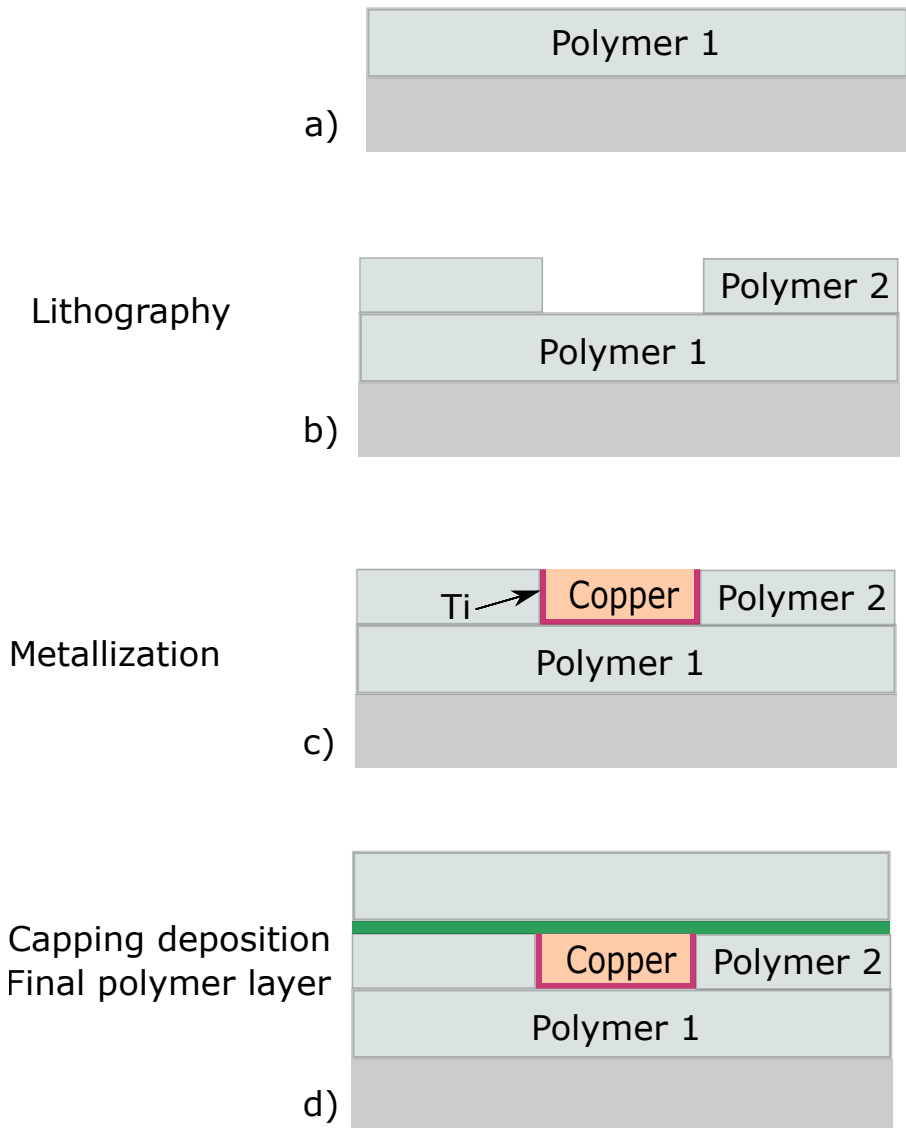 Polymer 1
a)
Lithography
Polymer 2
Polymer 1
b)
Metallization
Ti
Copper
Polymer 2
Polymer 1
c)
Capping deposition
Final polymer layer
Copper
Polymer 2
Polymer 1
d)